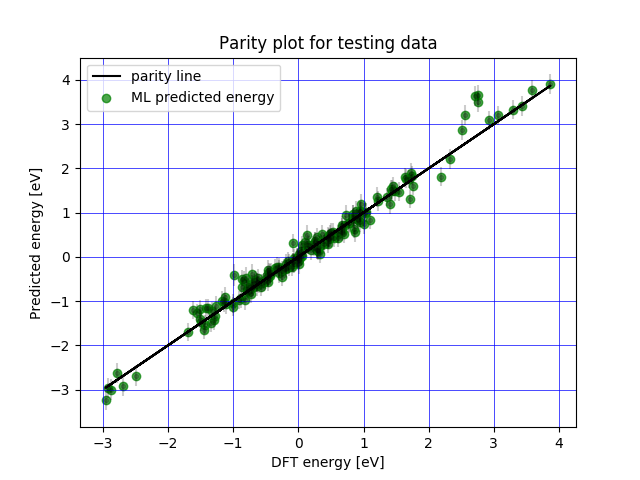 Parity plot for testing data
parity line
ML predicted energy
Predicted energy [eV]
4
3
2
1
0
−1
−2
−3
−3 −2 −1 0 1 2 3 4
DFT energy [eV]